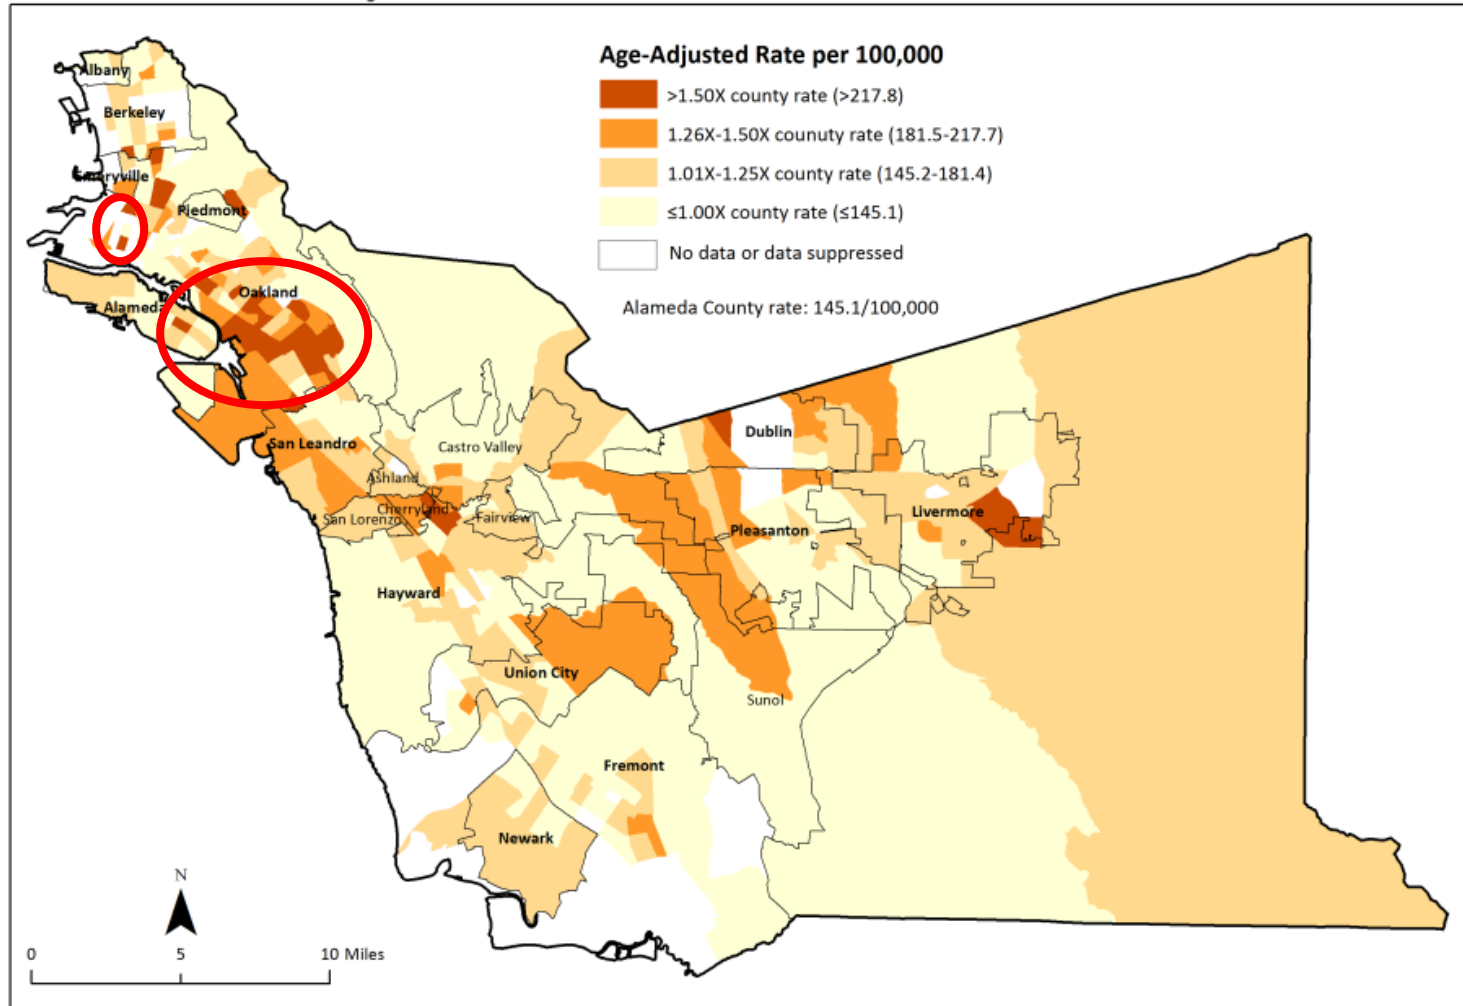 Age-Adjusted Rate per 100,000
>1.50X county rate (>217.8)
1.26X-1.50X counuty rate (181.5-217.7)
1.01X-1.25X county rate (145.2-181.4)
≤1.00X county rate (≤145.1)
No data or data suppressed
Alameda County rate: 145.1/100,000
Albany
Berkeley
Emeryville
Piedmont
Oakland
Alameda
San Leandro
Castro Valley
Dublin
Ashland
Cherryland
San Lorenzo
Fairview
Livermore
Pleasanton
Hayward
Union City
Sunol
Fremont
Newark
N
0 5 10 Miles